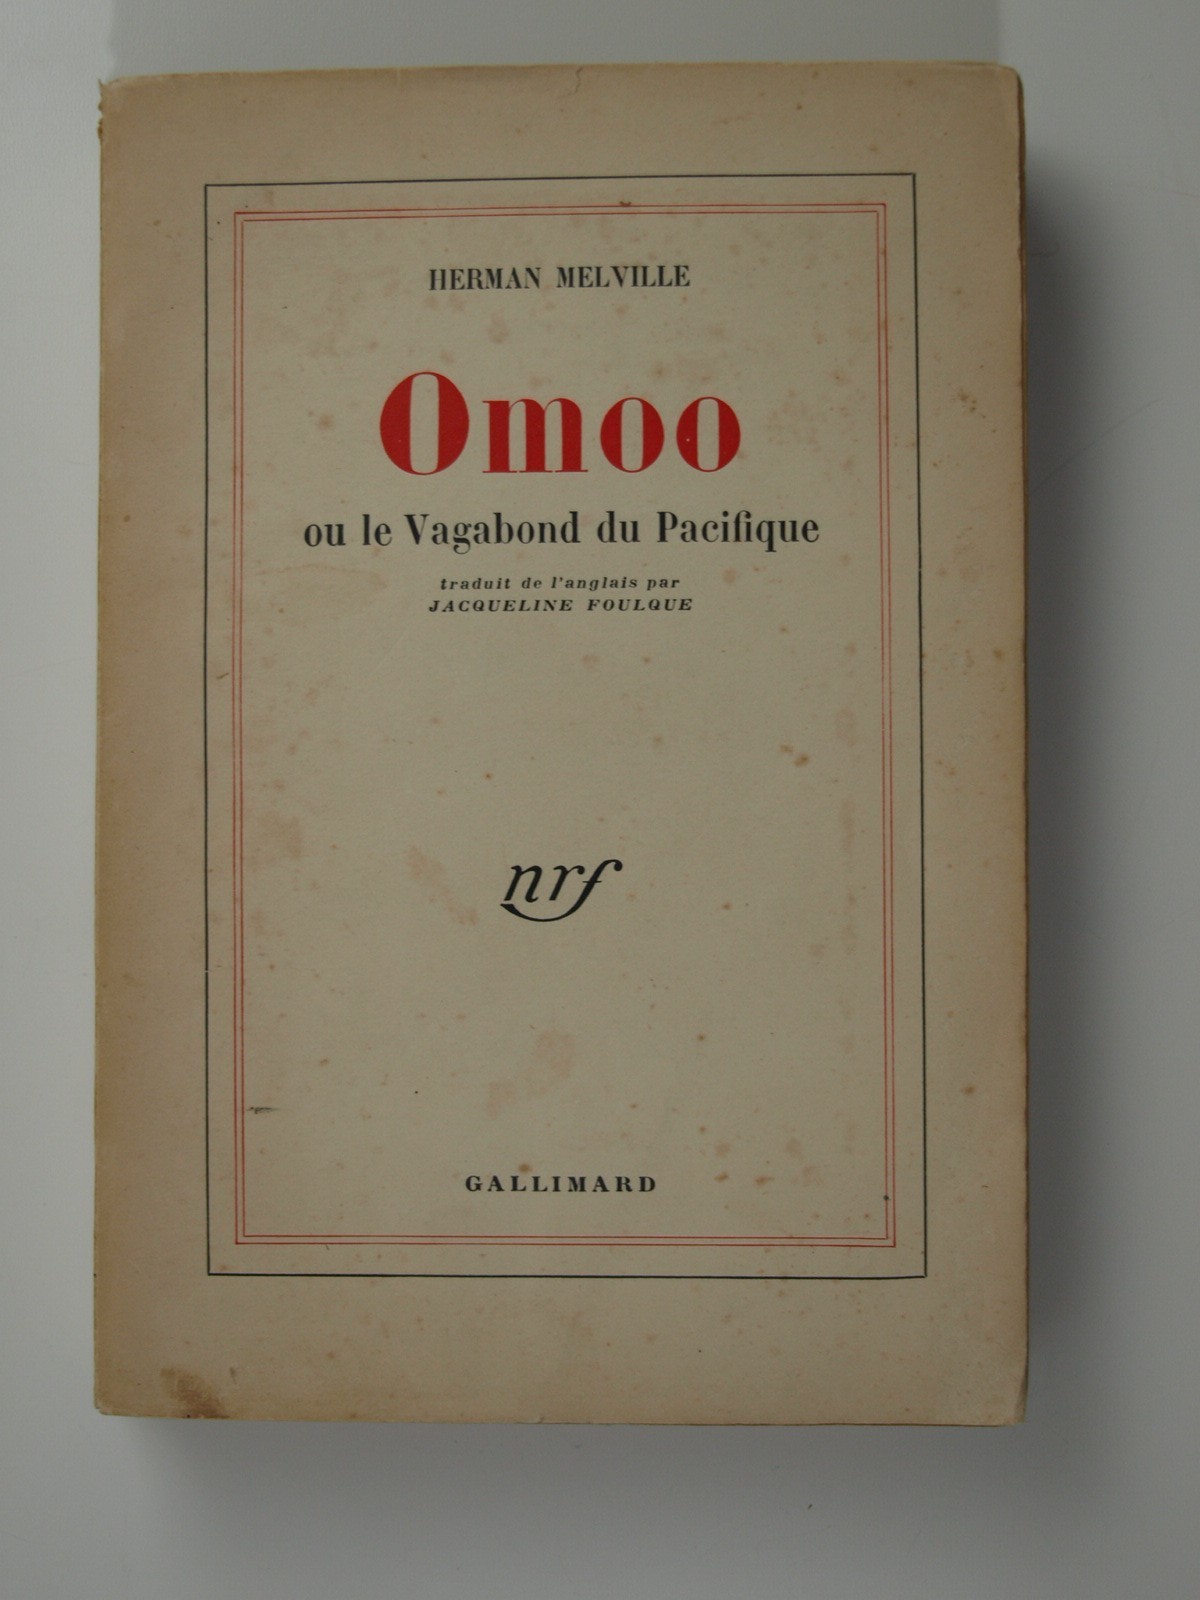 HERMAN MELVILLE
Omoo
ou le Vagabond du Pacifique
traduit de l'anglais par
JACQUELINE FOULQUE
nrf
GALLIMARD